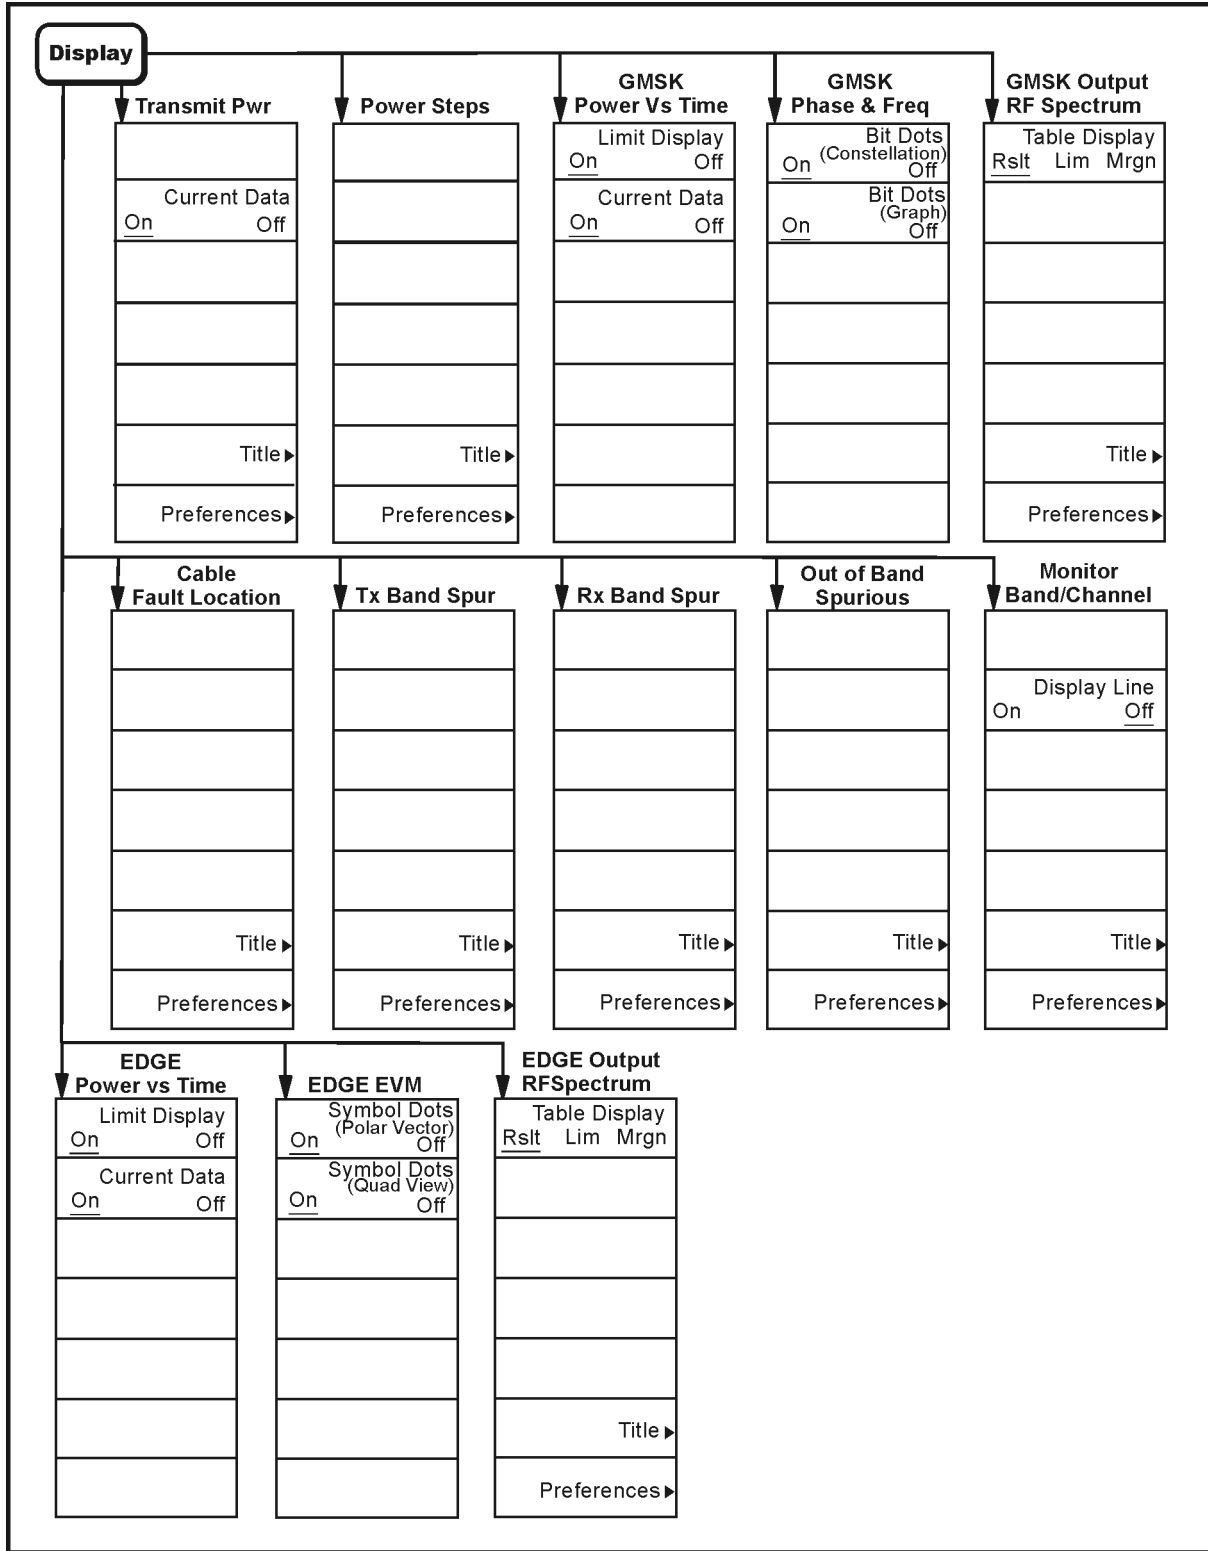 Display
Transmit Pwr
Current Data
On Off
Title
Preferences
Power Steps
Title
Preferences
GMSK
Power Vs Time
Limit Display
On Off
Current Data
On Off
GMSK
Phase & Freq
Bit Dots
(Constellation)
On Off
Bit Dots
(Graph)
On Off
GMSK Output
RF Spectrum
Table Display
Rslt Lim Mrgn
Title
Preferences
Cable
Fault Location
Title
Preferences
Tx Band Spur
Title
Preferences
Rx Band Spur
Title
Preferences
Out of Band
Spurious
Title
Preferences
Monitor
Band/Channel
Display Line
On Off
Title
Preferences
EDGE
Power vs Time
Limit Display
On Off
Current Data
On Off
EDGE EVM
Symbol Dots
(Polar Vector)
On Off
Symbol Dots
(Quad View)
On Off
EDGE Output
RFSpectrum
Table Display
Rslt Lim Mrgn
Title
Preferences